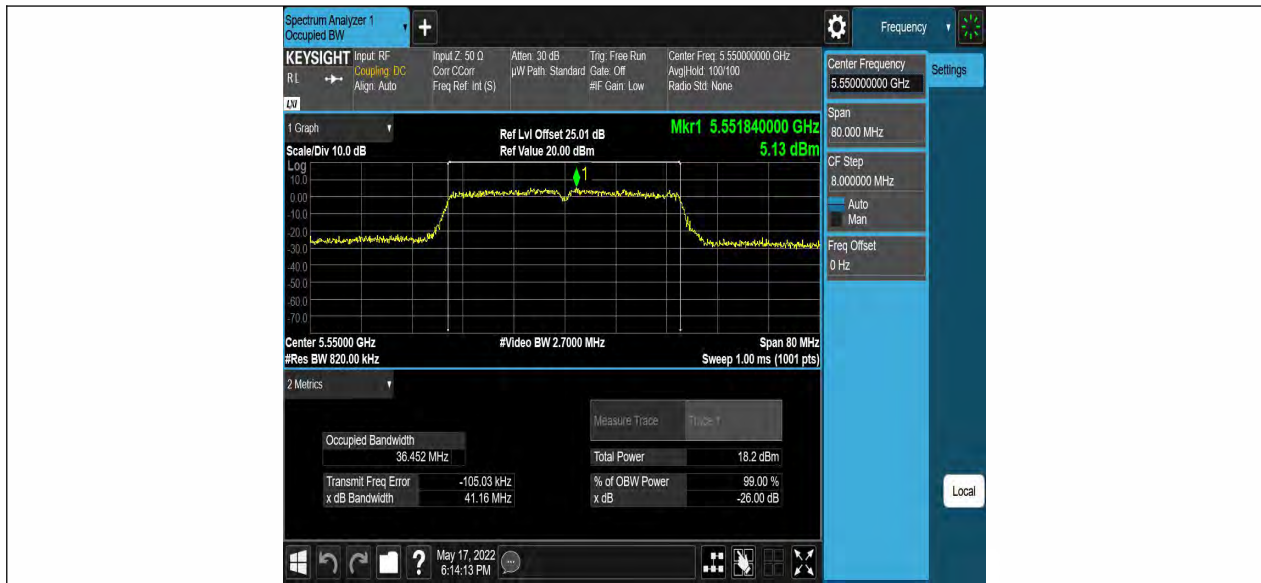 Spectrum Analyzer 1
Occupied BW
+
Frequency
KEYSIGHT
RL
LXI
Input: RF
Coupling: DC
Align: Auto
Input Z: 50 Ω
Corr CCorr
Freq Ref: Int (S)
Atten: 30 dB
µW Path: Standard
Trig: Free Run
Gate: Off
#IF Gain: Low
Center Freq: 5.550000000 GHz
Avg|Hold: 100/100
Radio Std: None
Center Frequency
5.550000000 GHz
Settings
Span
80.000 MHz
CF Step
8.000000 MHz
Auto
Man
Freq Offset
0 Hz
Local
1 Graph
Scale/Div 10.0 dB
Ref Lvl Offset 25.01 dB
Ref Value 20.00 dBm
Mkr1 5.551840000 GHz
5.13 dBm
Log
10.0
0.00
-10.0
-20.0
-30.0
-40.0
-50.0
-60.0
-70.0
1
Center 5.55000 GHz
#Video BW 2.7000 MHz
Span 80 MHz
#Res BW 820.00 kHz
Sweep 1.00 ms (1001 pts)
2 Metrics
Measure Trace
Trace 1
Occupied Bandwidth
36.452 MHz
Total Power
18.2 dBm
Transmit Freq Error
-105.03 kHz
% of OBW Power
99.00 %
x dB Bandwidth
41.16 MHz
x dB
-26.00 dB
?
May 17, 2022
6:14:13 PM